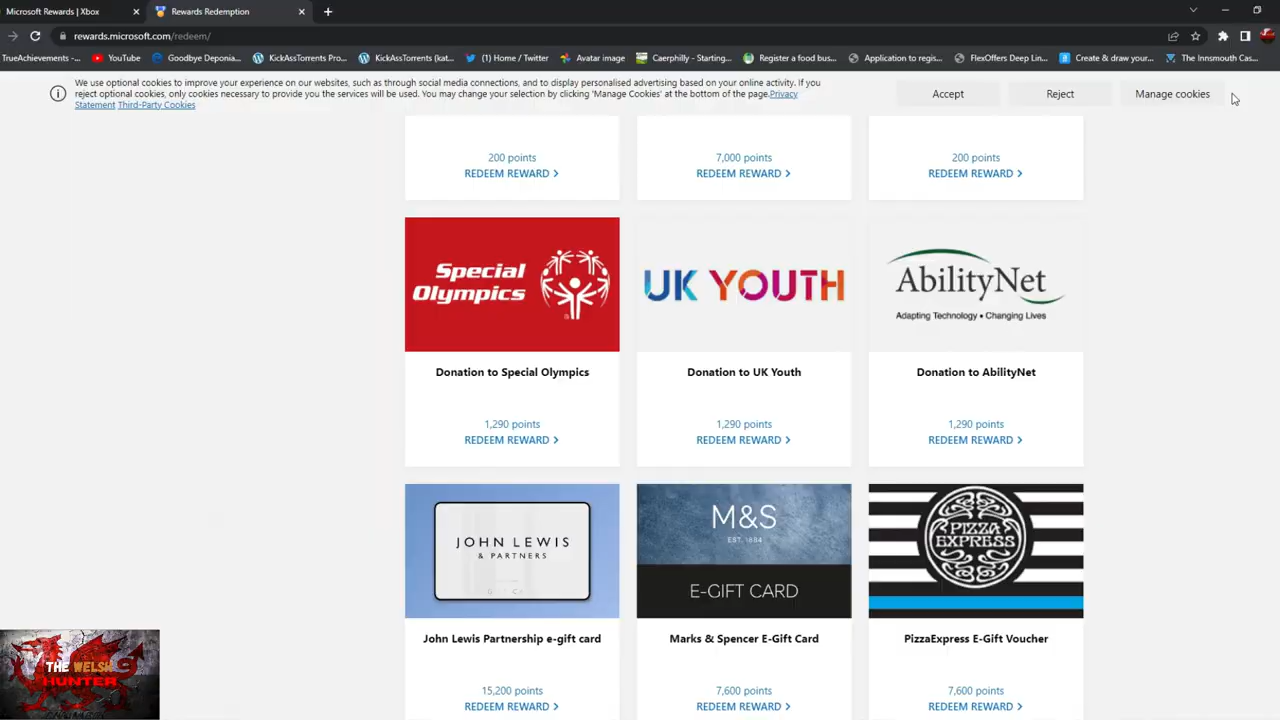 Microsoft Rewards | Xbox
Rewards Redemption
rewards.microsoft.com/redeem/
TrueAchievements -...
YouTube
Goodbye Deponia...
KickAssTorrents Pro...
KickAssTorrents (kat...
(1) Home / Twitter
Avatar image
Caerphilly - Starting...
Register a food bus...
Application to regis...
FlexOffers Deep Lin...
Create & draw your...
The Innsmouth Cas...
We use optional cookies to improve your experience on our websites, such as through social media connections, and to display personalised advertising based on your online activity. If you
reject optional cookies, only cookies necessary to provide you the services will be used. You may change your selection by clicking 'Manage Cookies' at the bottom of the page.Privacy
Statement Third-Party Cookies
Accept
Reject
Manage cookies
200 points
7,000 points
200 points
REDEEM REWARD
REDEEM REWARD
REDEEM REWARD
Special
Olympics
UK YOUTH
AbilityNet
Adapting Technology • Changing Lives
Donation to Special Olympics
Donation to UK Youth
Donation to AbilityNet
1,290 points
1,290 points
1,290 points
REDEEM REWARD
REDEEM REWARD
REDEEM REWARD
JOHN LEWIS
& PARTNERS
M&S
EST. 1884
E-GIFT CARD
PIZZA
EXPRESS
John Lewis Partnership e-gift card
Marks & Spencer E-Gift Card
PizzaExpress E-Gift Voucher
15,200 points
7,600 points
7,600 points
REDEEM REWARD
REDEEM REWARD
REDEEM REWARD
THE WELSH
HUNTER